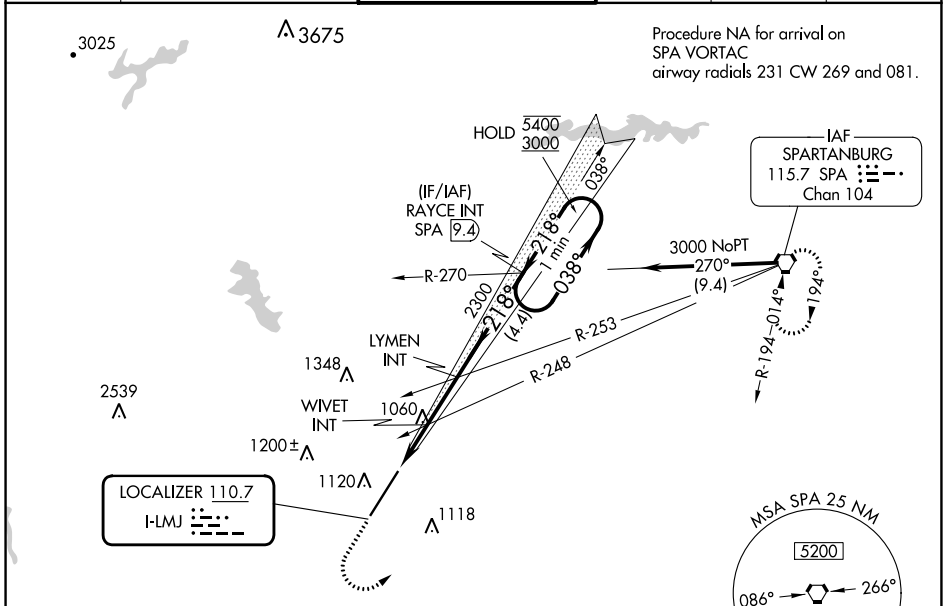 3025
3675
Procedure NA for arrival on
SPA VORTAC
airway radials 231 CW 269 and 081.
HOLD 5400
3000
038°
IAF
SPARTANBURG
115.7 SPA
Chan 104
(IF/IAF)
RAYCE INT
SPA 9.4
218°
1 min
038°
3000 NoPT
270°
(9.4)
R-270
194°
R-194-014°
2300
218°
(4.4)
R-253
R-248
LYMEN
INT
1348
2539
WIVET
INT
1060
1200±
1120
LOCALIZER 110.7
I-LMJ
1118
MSA SPA 25 NM
5200
086°
266°